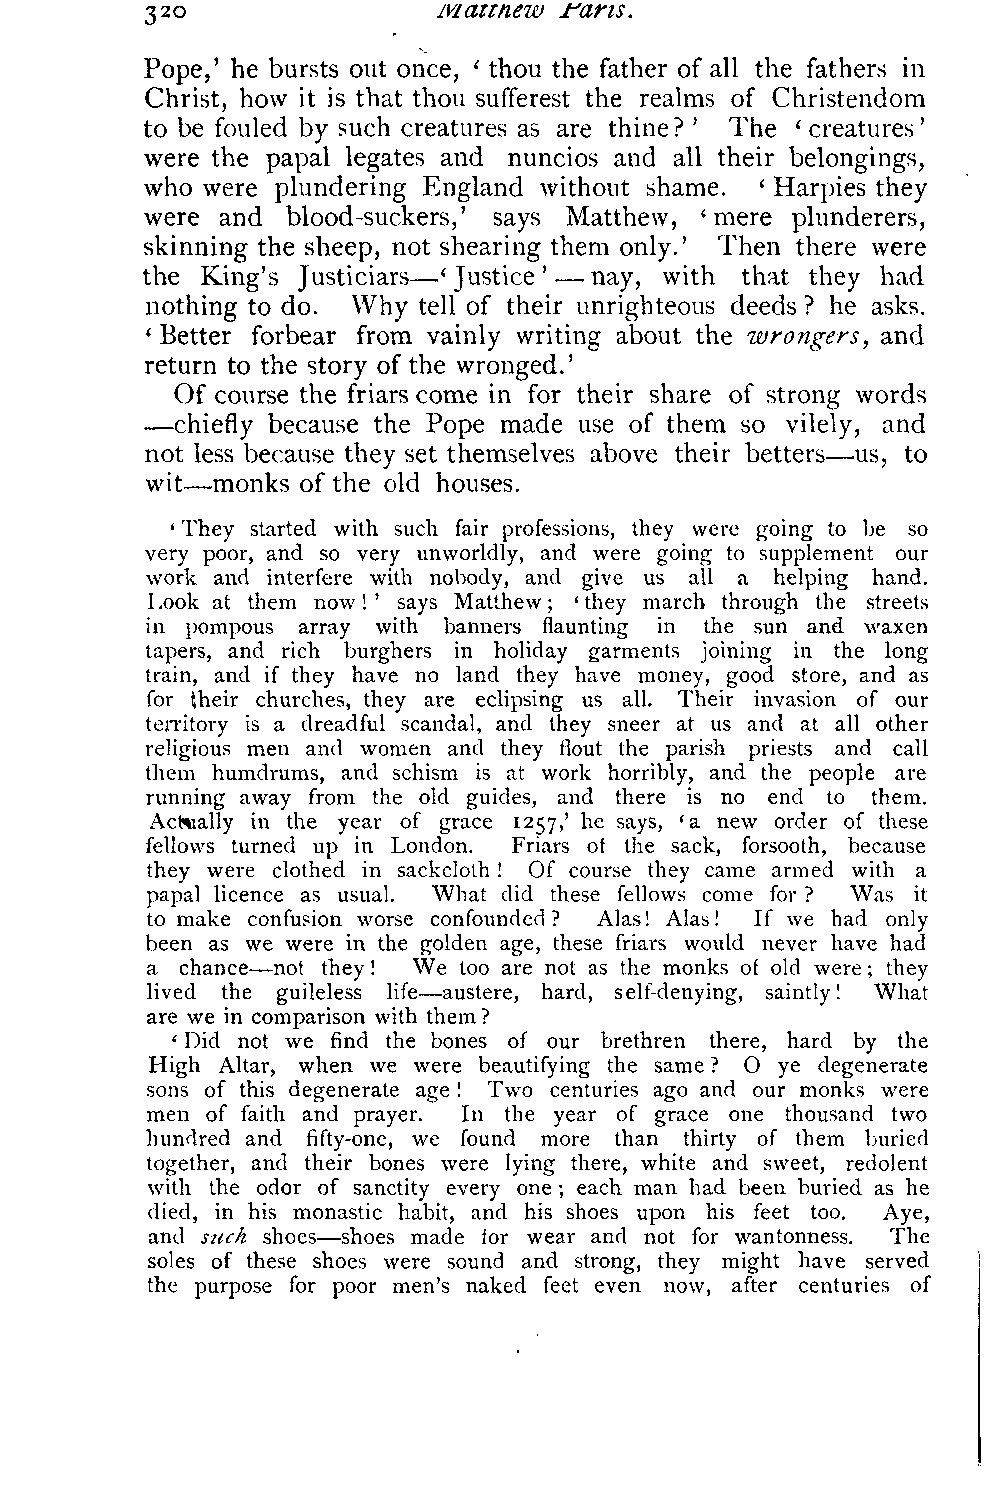 320 Matthew Paris.
Pope,' he bursts out once, ' thou the father of all the fathers in
Christ, how it is that thou sufferest the realms of Christendom
to be fouled by such creatures as are thine?' The 'creatures'
were the papal legates and nuncios and all their belongings,
who were plundering England without shame. 'Harpies they
were and blood-suckers,' says Matthew, 'mere plunderers,
skinning the sheep, not shearing them only.' Then there were
the King's Justiciars—'Justice'—nay, with that they had
nothing to do. Why tell of their unrighteous deeds? he asks.
'Better forbear from vainly writing about the wrongers, and
return to the story of the wronged.'
Of course the friars come in for their share of strong words
—chiefly because the Pope made use of them so vilely, and
not less because they set themselves above their betters—us, to
wit—monks of the old houses.
'They started with such fair professions, they were going to be so
very poor, and so very unworldly, and were going to supplement our
work and interfere with nobody, and give us all a helping hand.
Look at them now!' says Matthew; 'they march through the streets
in pompous array with banners flaunting in the sun and waxen
tapers, and rich burghers in holiday garments joining in the long
train, and if they have no land they have money, good store, and as
for their churches, they are eclipsing us all. Their invasion of our
territory is a dreadful scandal, and they sneer at us and at all other
religious men and women and they flout the parish priests and call
them humdrums, and schism is at work horribly, and the people are
running away from the old guides, and there is no end to them.
Actually in the year of grace 1257,' he says, 'a new order of these
fellows turned up in London. Friars of the sack, forsooth, because
they were clothed in sackcloth! Of course they came armed with a
papal licence as usual. What did these fellows come for? Was it
to make confusion worse confounded? Alas! Alas! If we had only
been as we were in the golden age, these friars would never have had
a chance—not they! We too are not as the monks of old were; they
lived the guileless life—austere, hard, self-denying, saintly! What
are we in comparison with them?
'Did not we find the bones of our brethren there, hard by the
High Altar, when we were beautifying the same? O ye degenerate
sons of this degenerate age! Two centuries ago and our monks were
men of faith and prayer. In the year of grace one thousand two
hundred and fifty-one, we found more than thirty of them buried
together, and their bones were lying there, white and sweet, redolent
with the odor of sanctity every one; each man had been buried as he
died, in his monastic habit, and his shoes upon his feet too. Aye,
and such shoes—shoes made for wear and not for wantonness. The
soles of these shoes were sound and strong, they might have served
the purpose for poor men's naked feet even now, after centuries of